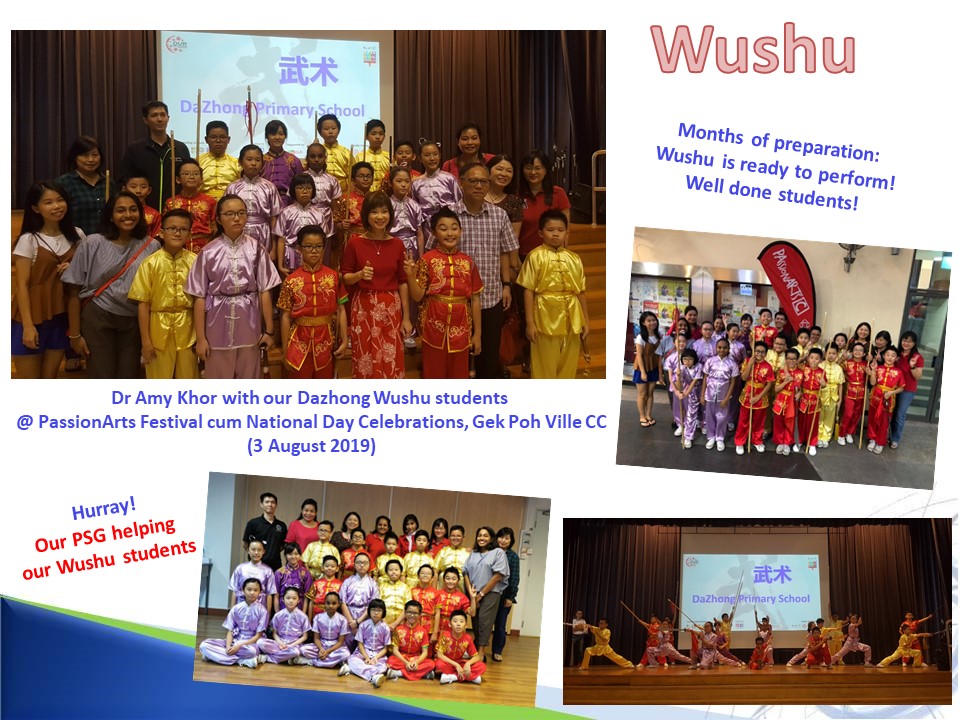 Wushu
武术
DaZhong Primary School
Months of preparation:
Wushu is ready to perform!
Well done students!
PASSIONARTS
Dr Amy Khor with our Dazhong Wushu students
@ PassionArts Festival cum National Day Celebrations, Gek Poh Ville CC
(3 August 2019)
Hurray!
Our PSG helping
our Wushu students
武术
DaZhong Primary School